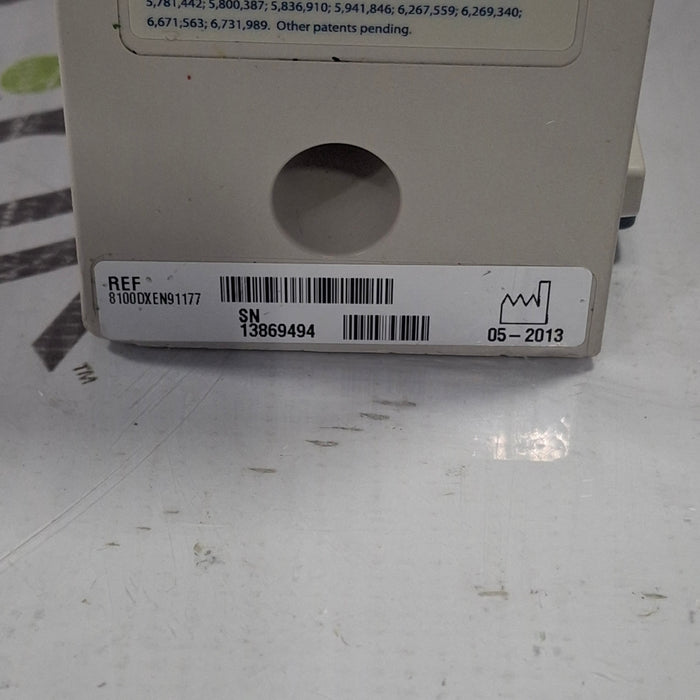 5,781,442; 5,800,387; 5,836,910; 5,941,846; 6,267,559; 6,269,340;
6,671,563; 6,731,989. Other patents pending.
REF
8100DXEN91177
SN
13869494
05-2013
TM